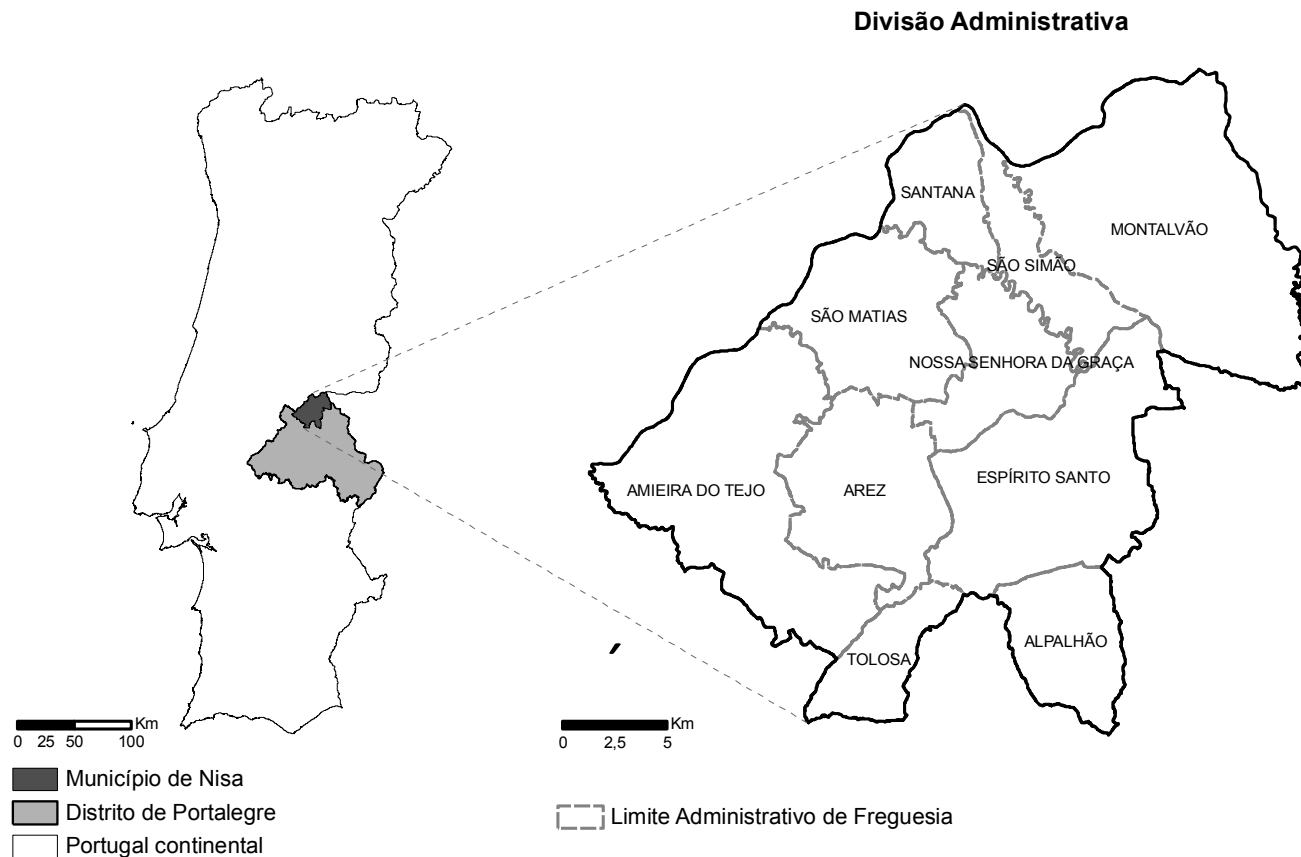 Divisão Administrativa
SANTANA
MONTALVÃO
SÃO SIMÃO
SÃO MATIAS
NOSSA SENHORA DA GRAÇA
ESPÍRITO SANTO
AMIEIRA DO TEJO
AREZ
ALPALHÃO
TOLOSA
Km
0 25 50 100
Km
0 2,5 5
Município de Nisa
Distrito de Portalegre
Portugal continental
Limite Administrativo de Freguesia